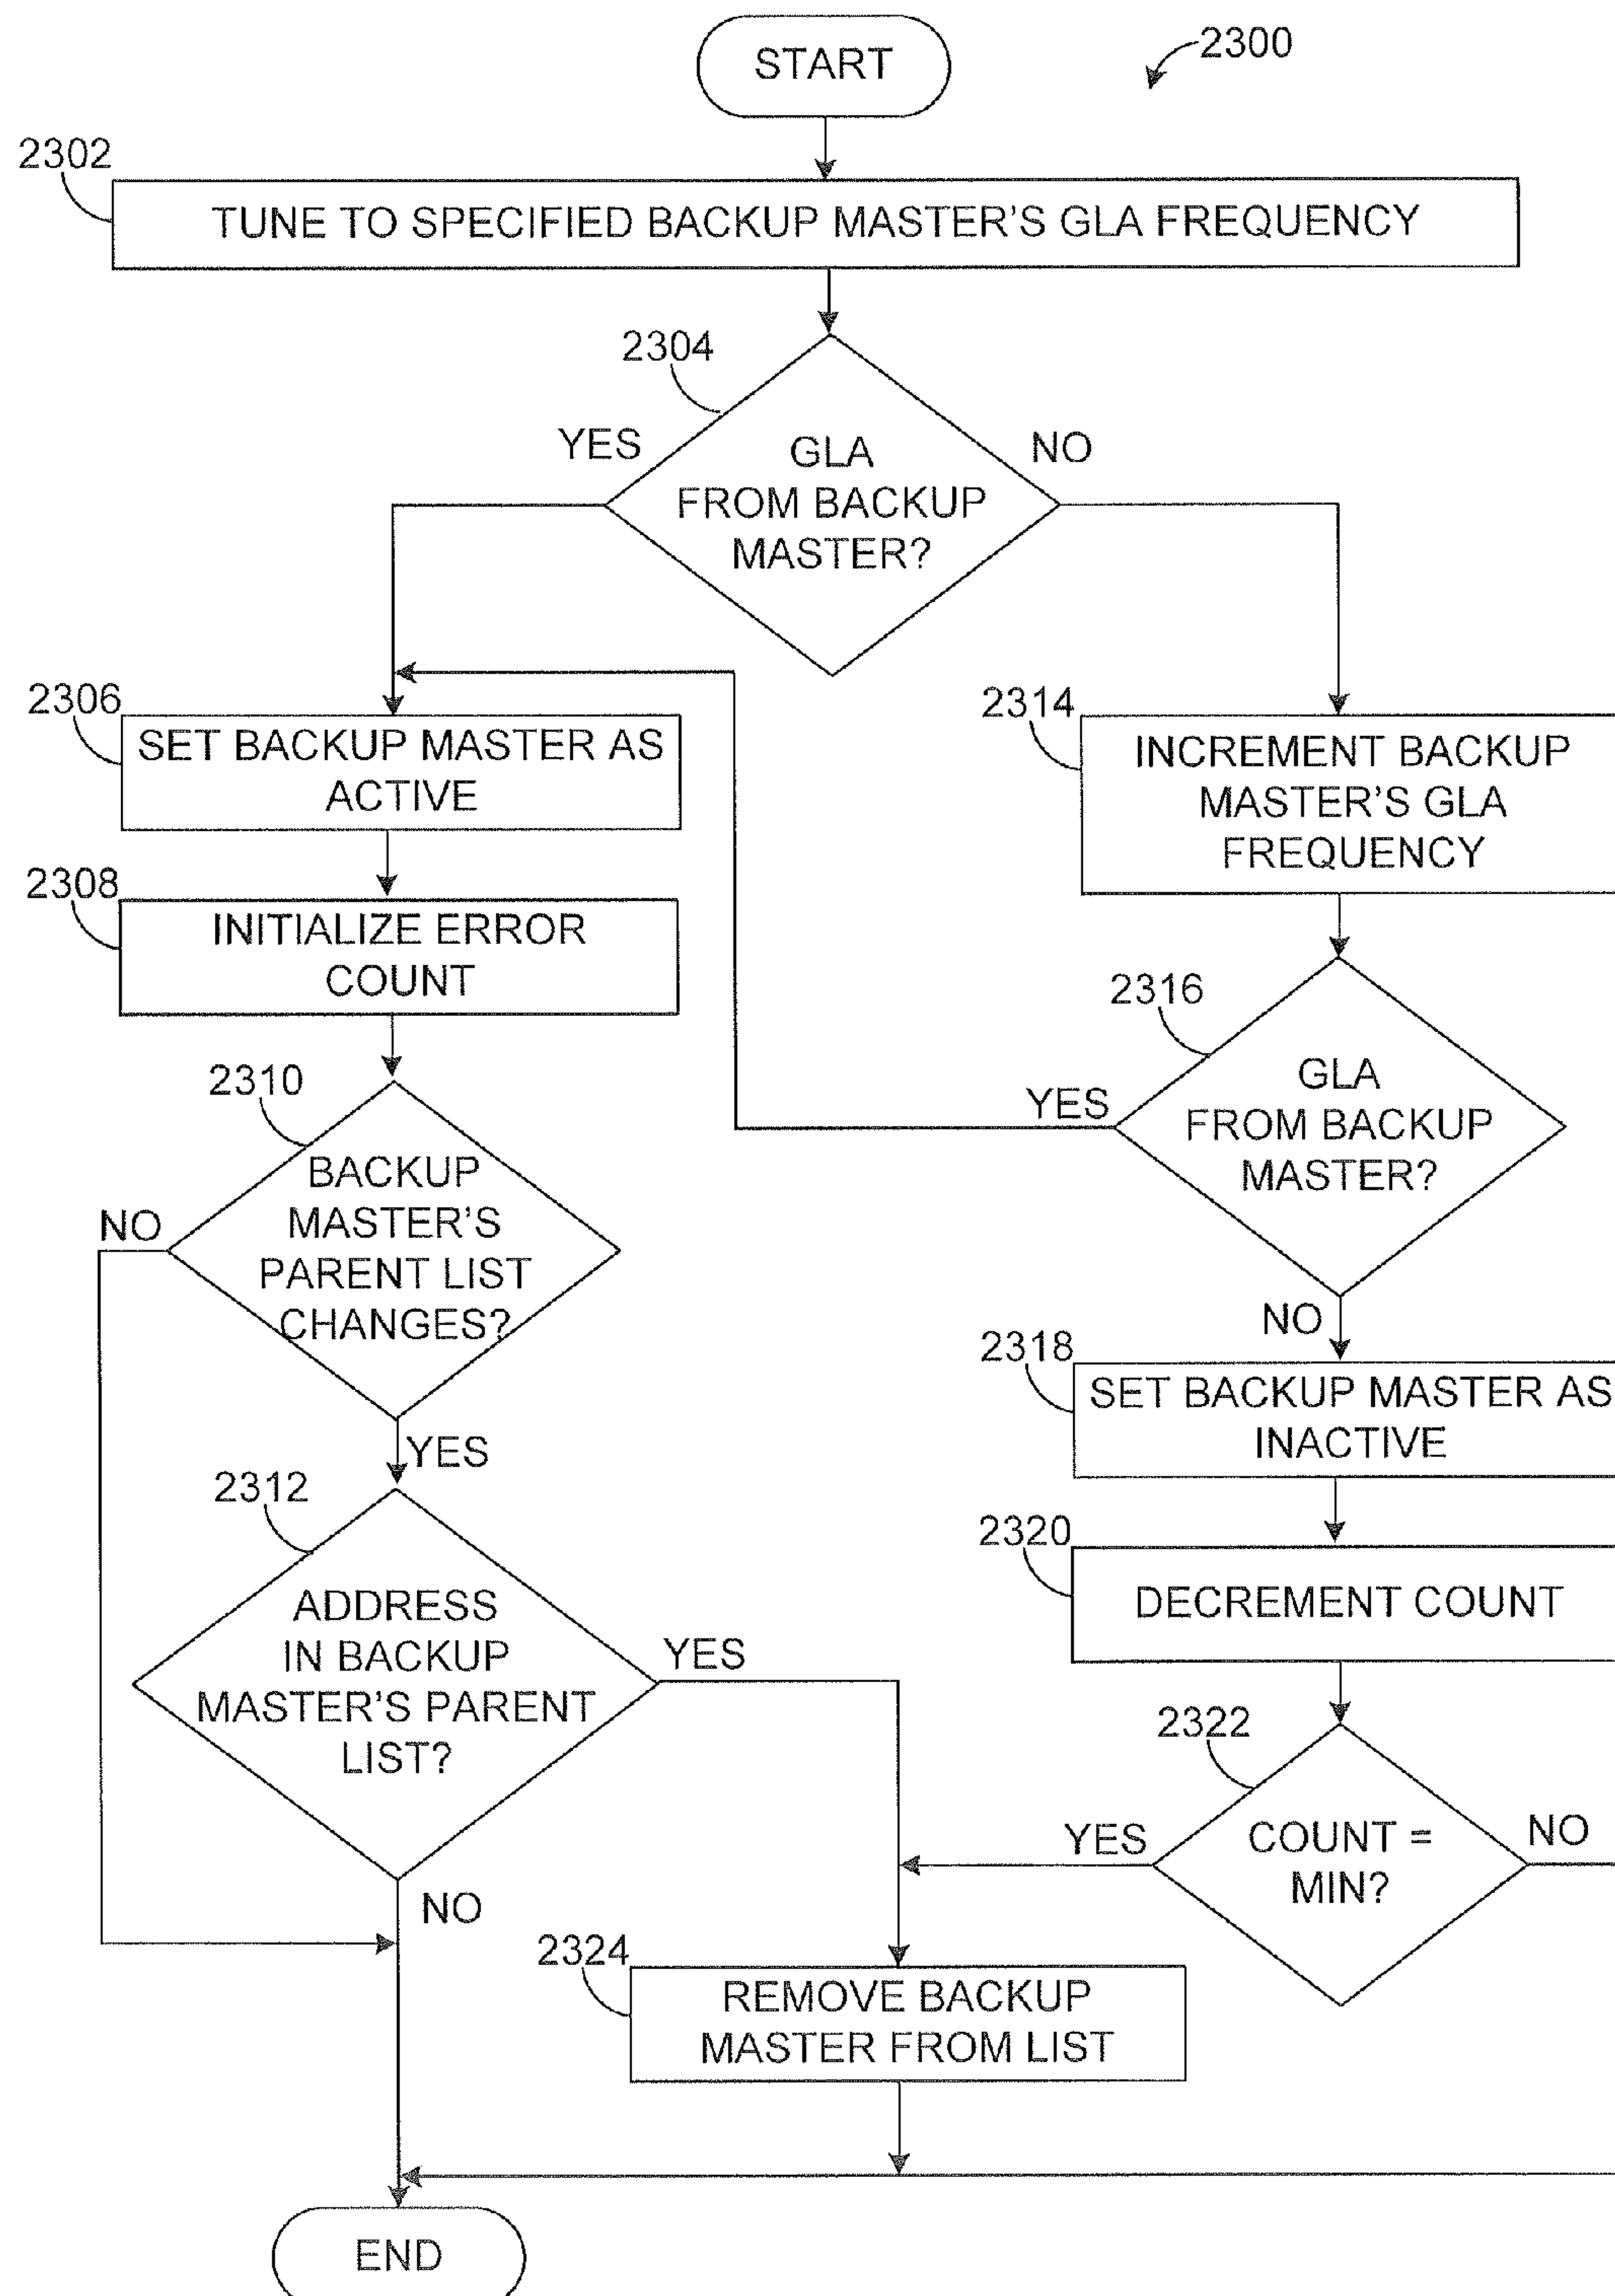 START
2300
2302
TUNE TO SPECIFIED BACKUP MASTER'S GLA FREQUENCY
2304
YES
NO
GLA
FROM BACKUP
MASTER?
2306
SET BACKUP MASTER AS
ACTIVE
2314
INCREMENT BACKUP
MASTER'S GLA
FREQUENCY
2308
INITIALIZE ERROR
COUNT
2316
GLA
FROM BACKUP
MASTER?
YES
NO
2310
BACKUP
MASTER'S
PARENT LIST
CHANGES?
NO
YES
2318
SET BACKUP MASTER AS
INACTIVE
2312
ADDRESS
IN BACKUP
MASTER'S PARENT
LIST?
YES
NO
2320
DECREMENT COUNT
2322
COUNT =
MIN?
YES
NO
2324
REMOVE BACKUP
MASTER FROM LIST
END